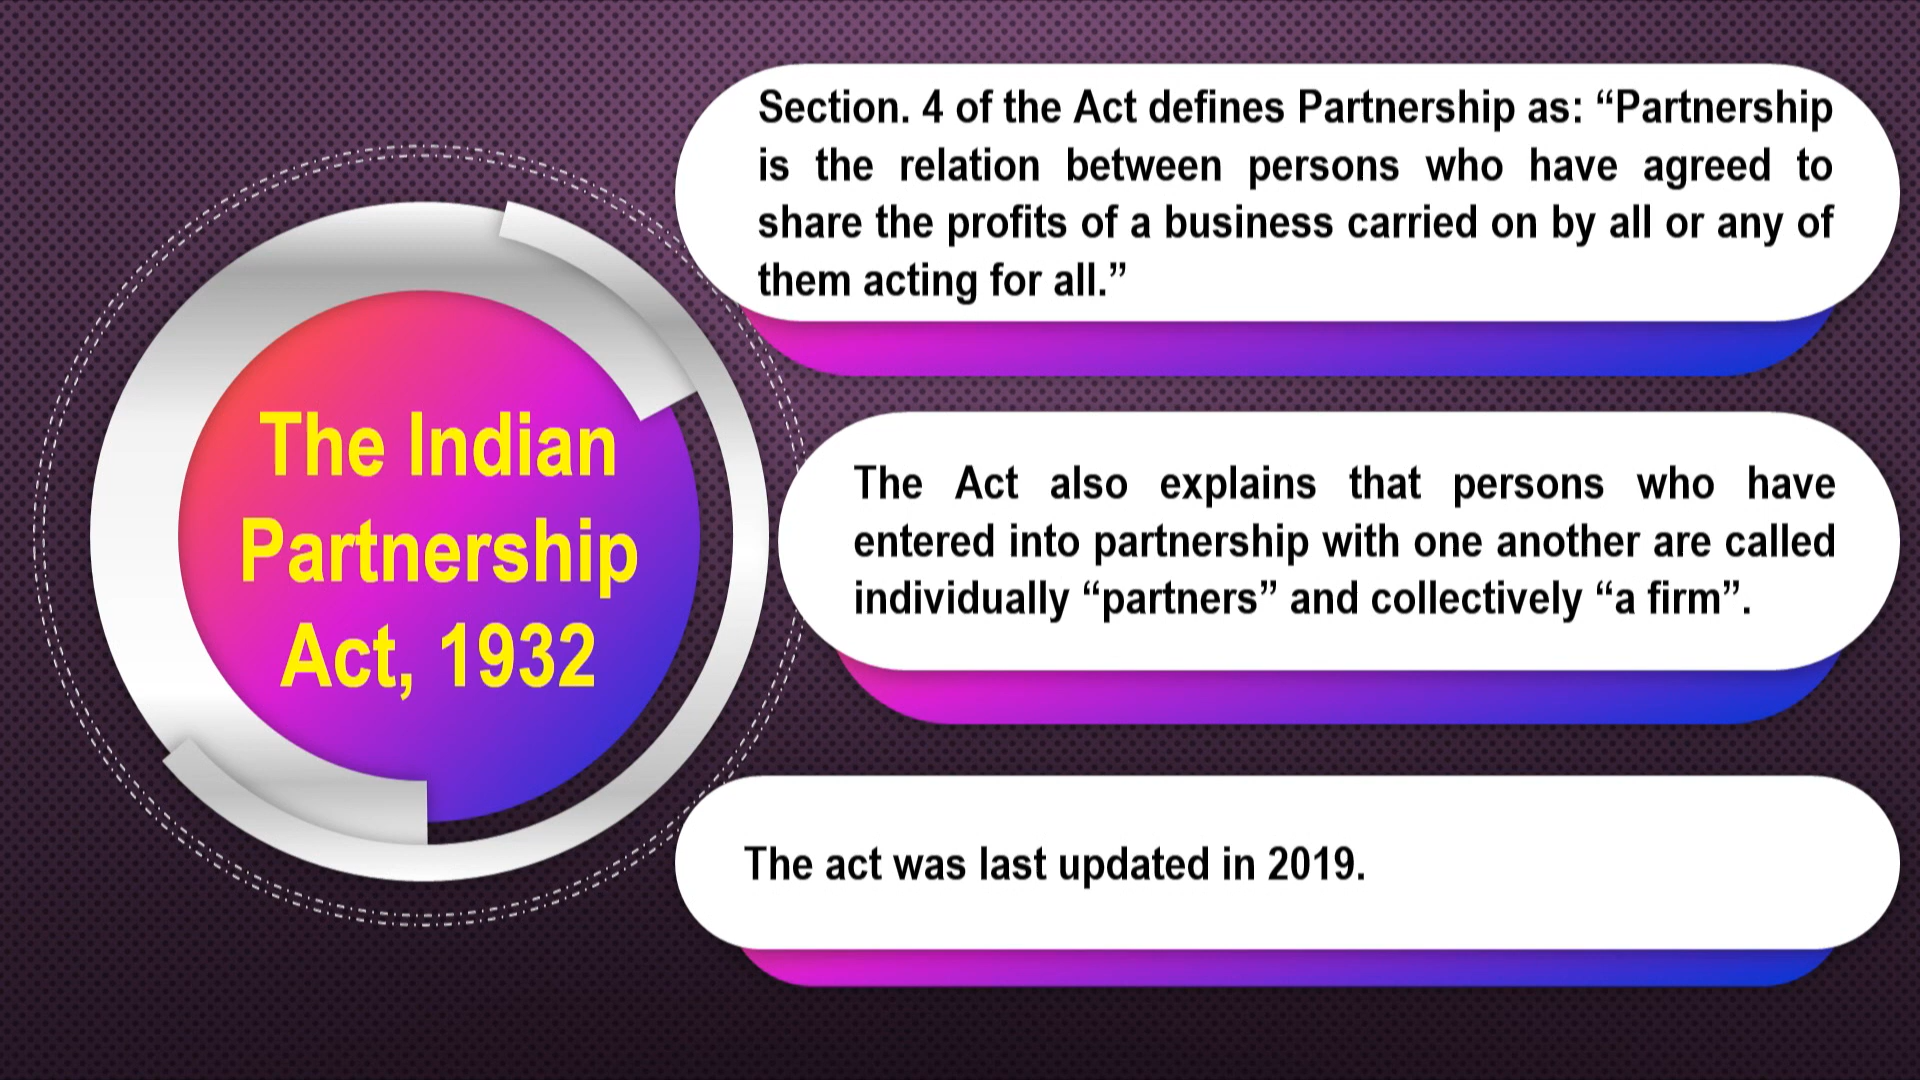 The Indian
Partnership
Act, 1932
Section. 4 of the Act defines Partnership as: “Partnership
is the relation between persons who have agreed to
share the profits of a business carried on by all or any of
them acting for all.”
The Act also explains that persons who have
entered into partnership with one another are called
individually “partners” and collectively “a firm”.
The act was last updated in 2019.